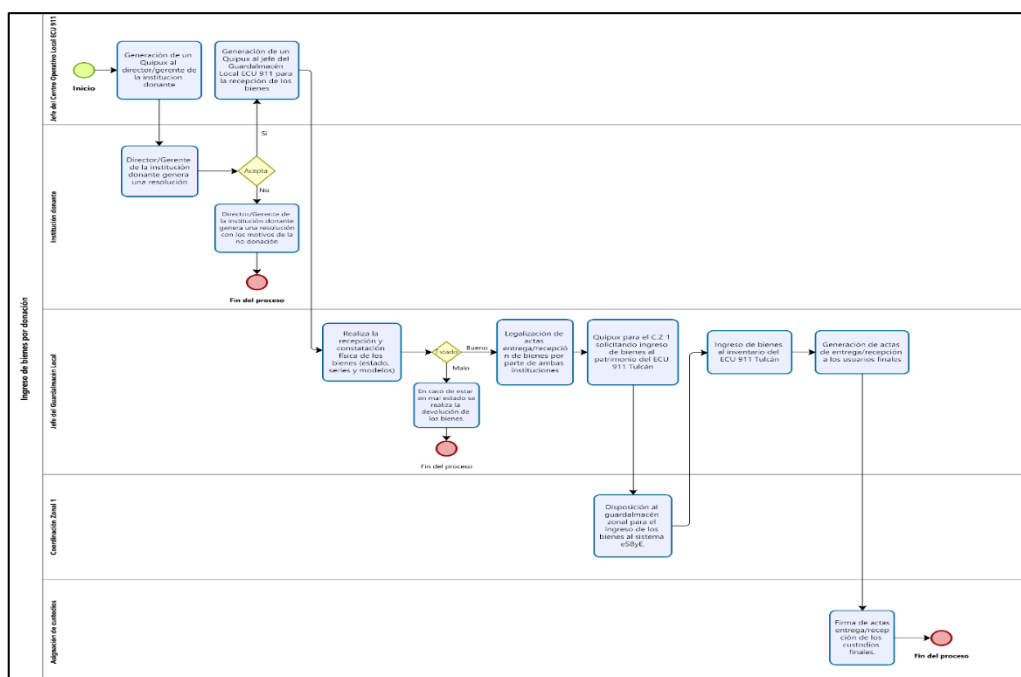 Ingreso de bienes por donación
Jefe del Centro Operativo Local ECU 911
Inicio
Generación de un
Quipux al
director/gerente de
la institucion
donante
Generación de un
Quipux al jefe del
Guardalmacén
Local ECU 911 para
la recepción de los
bienes
Institución donante
Director/Gerente
de la institución
donante genera
una resolución
Acepta
Si
No
Director/Gerente de
la institución donante
genera una resolución
con los motivos de la
no donación
Fin del proceso
Jefe del Guardalmacén Local
Realiza la
recepción y
constatación
física de los
bienes (estado,
series y modelos)
Estado
Bueno
Malo
En caso de estar
en mal estado se
realiza la
devolución de
los bienes.
Fin del proceso
Legalización de
actas
entrega/recepció
n de bienes por
parte de ambas
instituciones.
Quipux para el C.Z 1
solicitando ingreso
de bienes al
patrimonio del ECU
911 Tulcán
Ingreso de bienes
al inventario del
ECU 911 Tulcán
Generación de actas
de entrega/recepción
a los usuarios finales
Coordinación Zonal 1
Disposición al
guardalmacén
zonal para el
ingreso de los
bienes al sistema
eSByE.
Asignación de custodios
Firma de actas
entrega/recep
ción de los
custodios
finales.
Fin del proceso